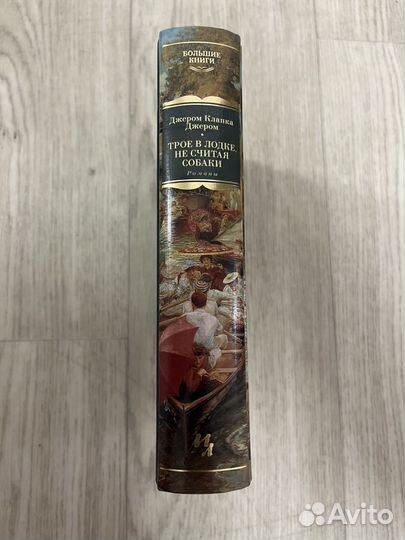 БОЛЬШИЕ
КНИГИ
Джером Клапка
Джером
ТРОЕ В ЛОДКЕ,
НЕ СЧИТАЯ
СОБАКИ
Романы
Avito